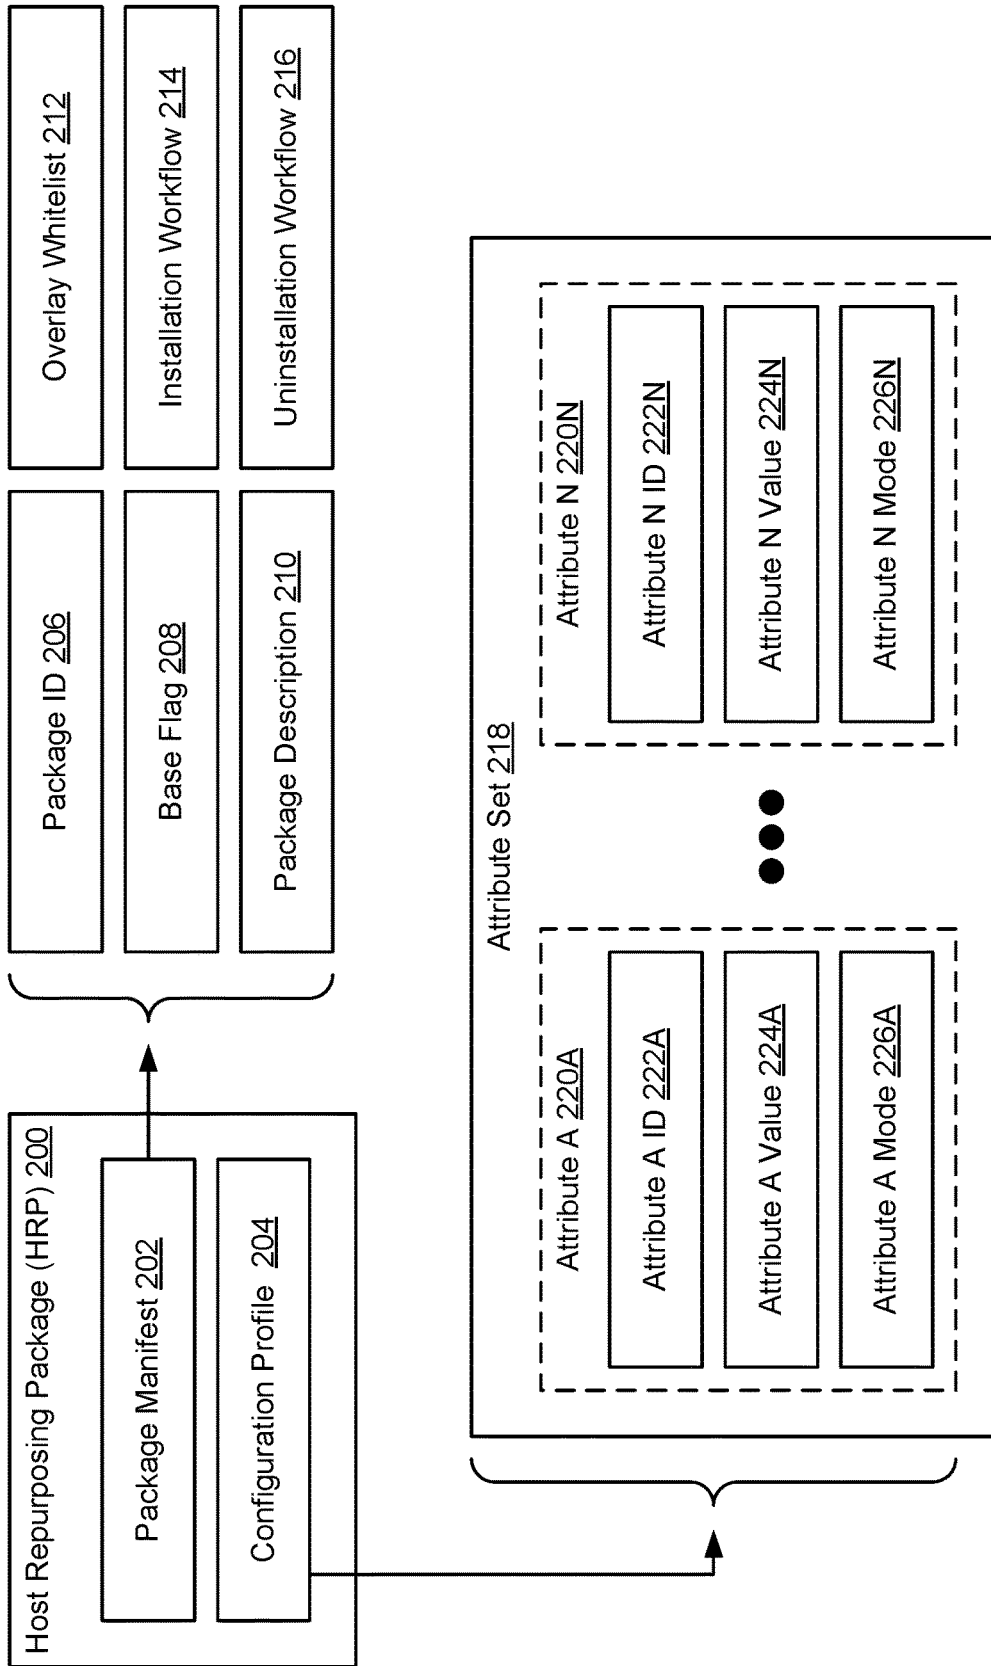 Host Repurposing Package (HRP) 200
Package Manifest 202
Configuration Profile 204
Package ID 206
Base Flag 208
Package Description 210
Overlay Whitelist 212
Installation Workflow 214
Uninstallation Workflow 216
Attribute Set 218
Attribute A 220A
Attribute A ID 222A
Attribute A Value 224A
Attribute A Mode 226A
Attribute N 220N
Attribute N ID 222N
Attribute N Value 224N
Attribute N Mode 226N